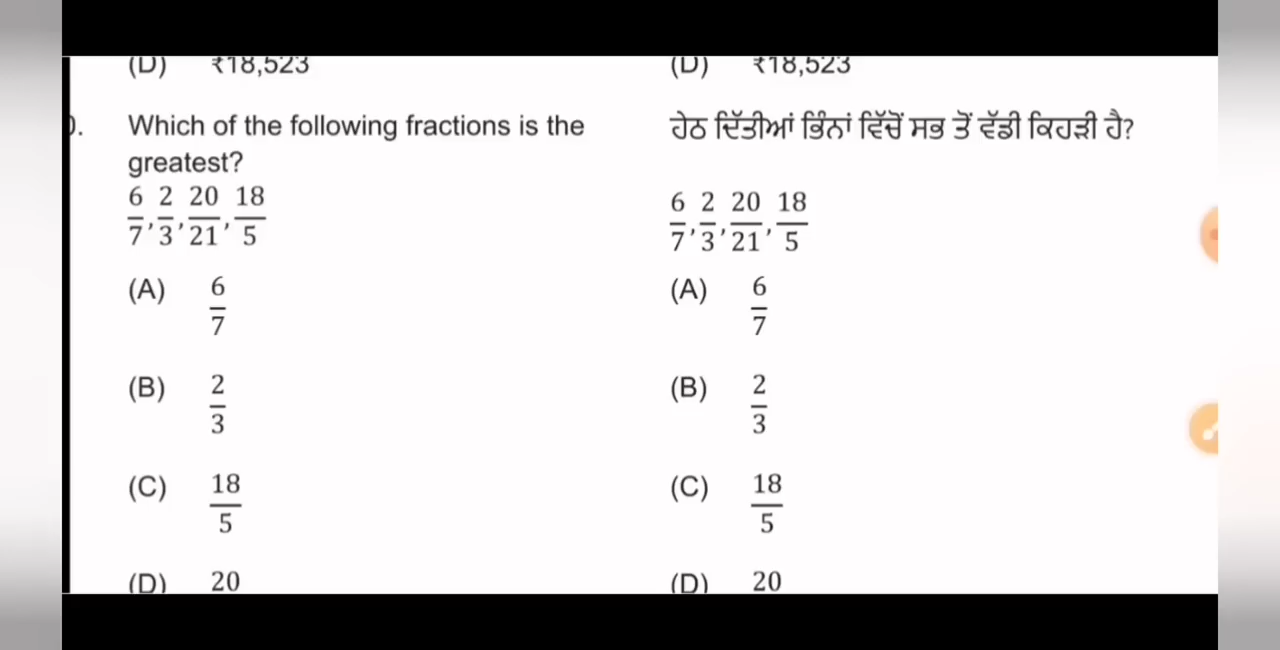 (D) ₹18,523
Which of the following fractions is the
greatest?
6/7, 2/3, 20/21, 18/5
(A) 6/7
(B) 2/3
(C) 18/5
(D) 20
(D) ₹18,523
ਹੇਠ ਦਿੱਤੀਆਂ ਭਿੰਨਾਂ ਵਿੱਚੋਂ ਸਭ ਤੋਂ ਵੱਡੀ ਕਿਹੜੀ ਹੈ?
6/7, 2/3, 20/21, 18/5
(A) 6/7
(B) 2/3
(C) 18/5
(D) 20